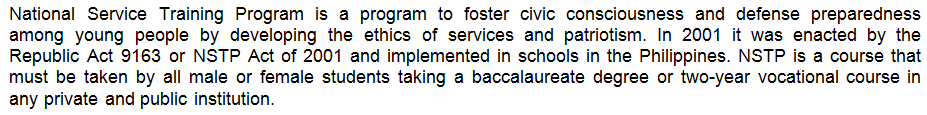 National Service Training Program is a program to foster civic consciousness and defense preparedness
among young people by developing the ethics of services and patriotism. In 2001 it was enacted by the
Republic Act 9163 or NSTP Act of 2001 and implemented in schools in the Philippines. NSTP is a course that
must be taken by all male or female students taking a baccalaureate degree or two-year vocational course in
any private and public institution.